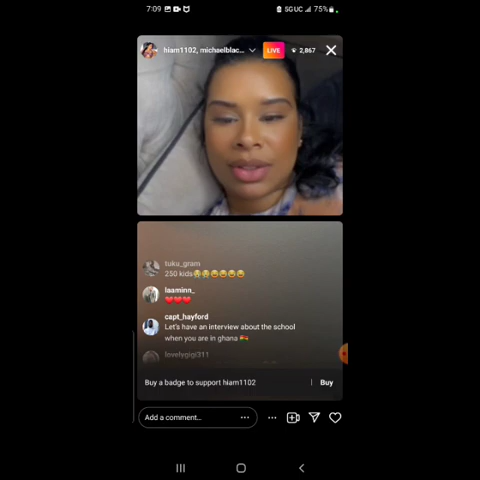 7:09
5G UC 75%
hiam1102, michaelblac...
LIVE
2,867
tuku_gram
250 kids😭😭😆😆😆😆
laaminn_
❤️❤️❤️
capt_hayford
Let's have an interview about the school
when you are in ghana 🇬🇭
lovelygigi311
Buy a badge to support hiam1102
Buy
Add a comment...